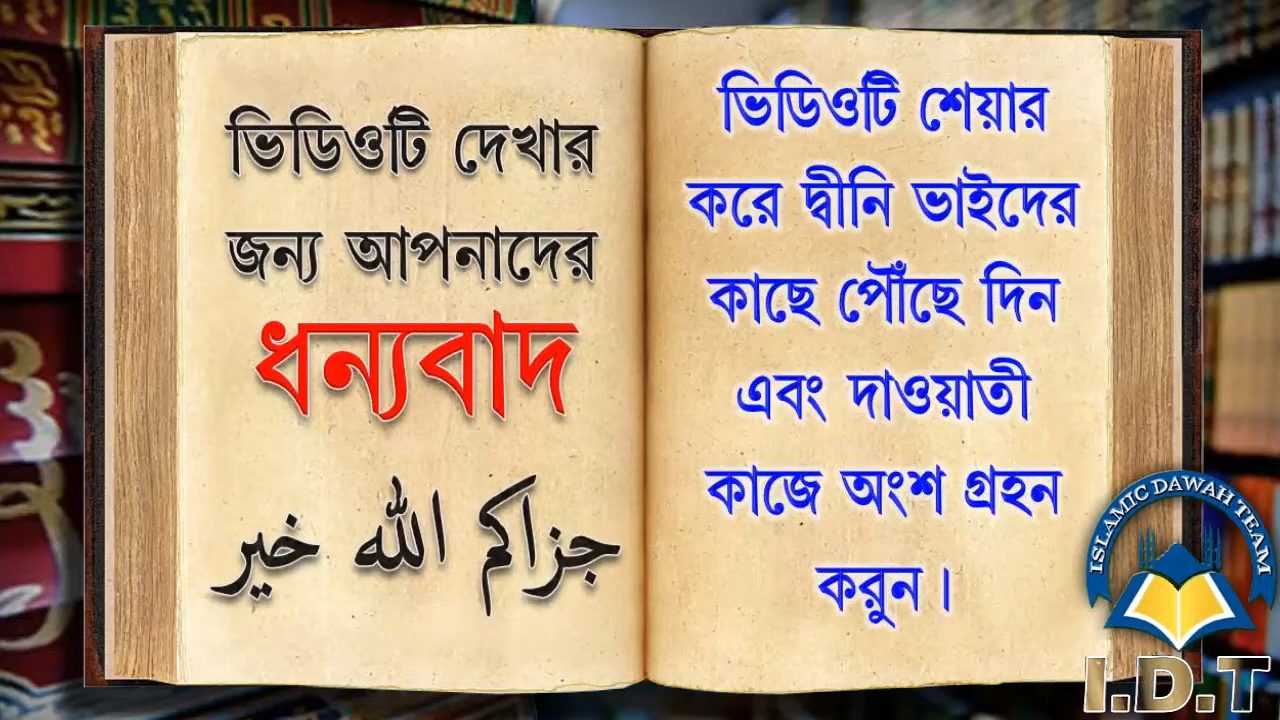 ভিডিওটি দেখার
জন্য আপনাদের
ধন্যবাদ
جزاكم الله خير
ভিডিওটি শেয়ার
করে দ্বীনি ভাইদের
কাছে পৌঁছে দিন
এবং দাওয়াতী
কাজে অংশ গ্রহন
করুন।
ISLAMIC DAWAH TEAM
I.D.T